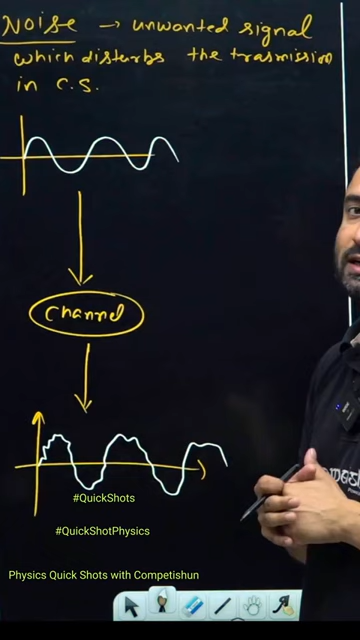 Noise → unwanted signal
which disturbs the trasmission
in C.S.
Channel
#QuickShots
#QuickShotPhysics
Physics Quick Shots with Competishun